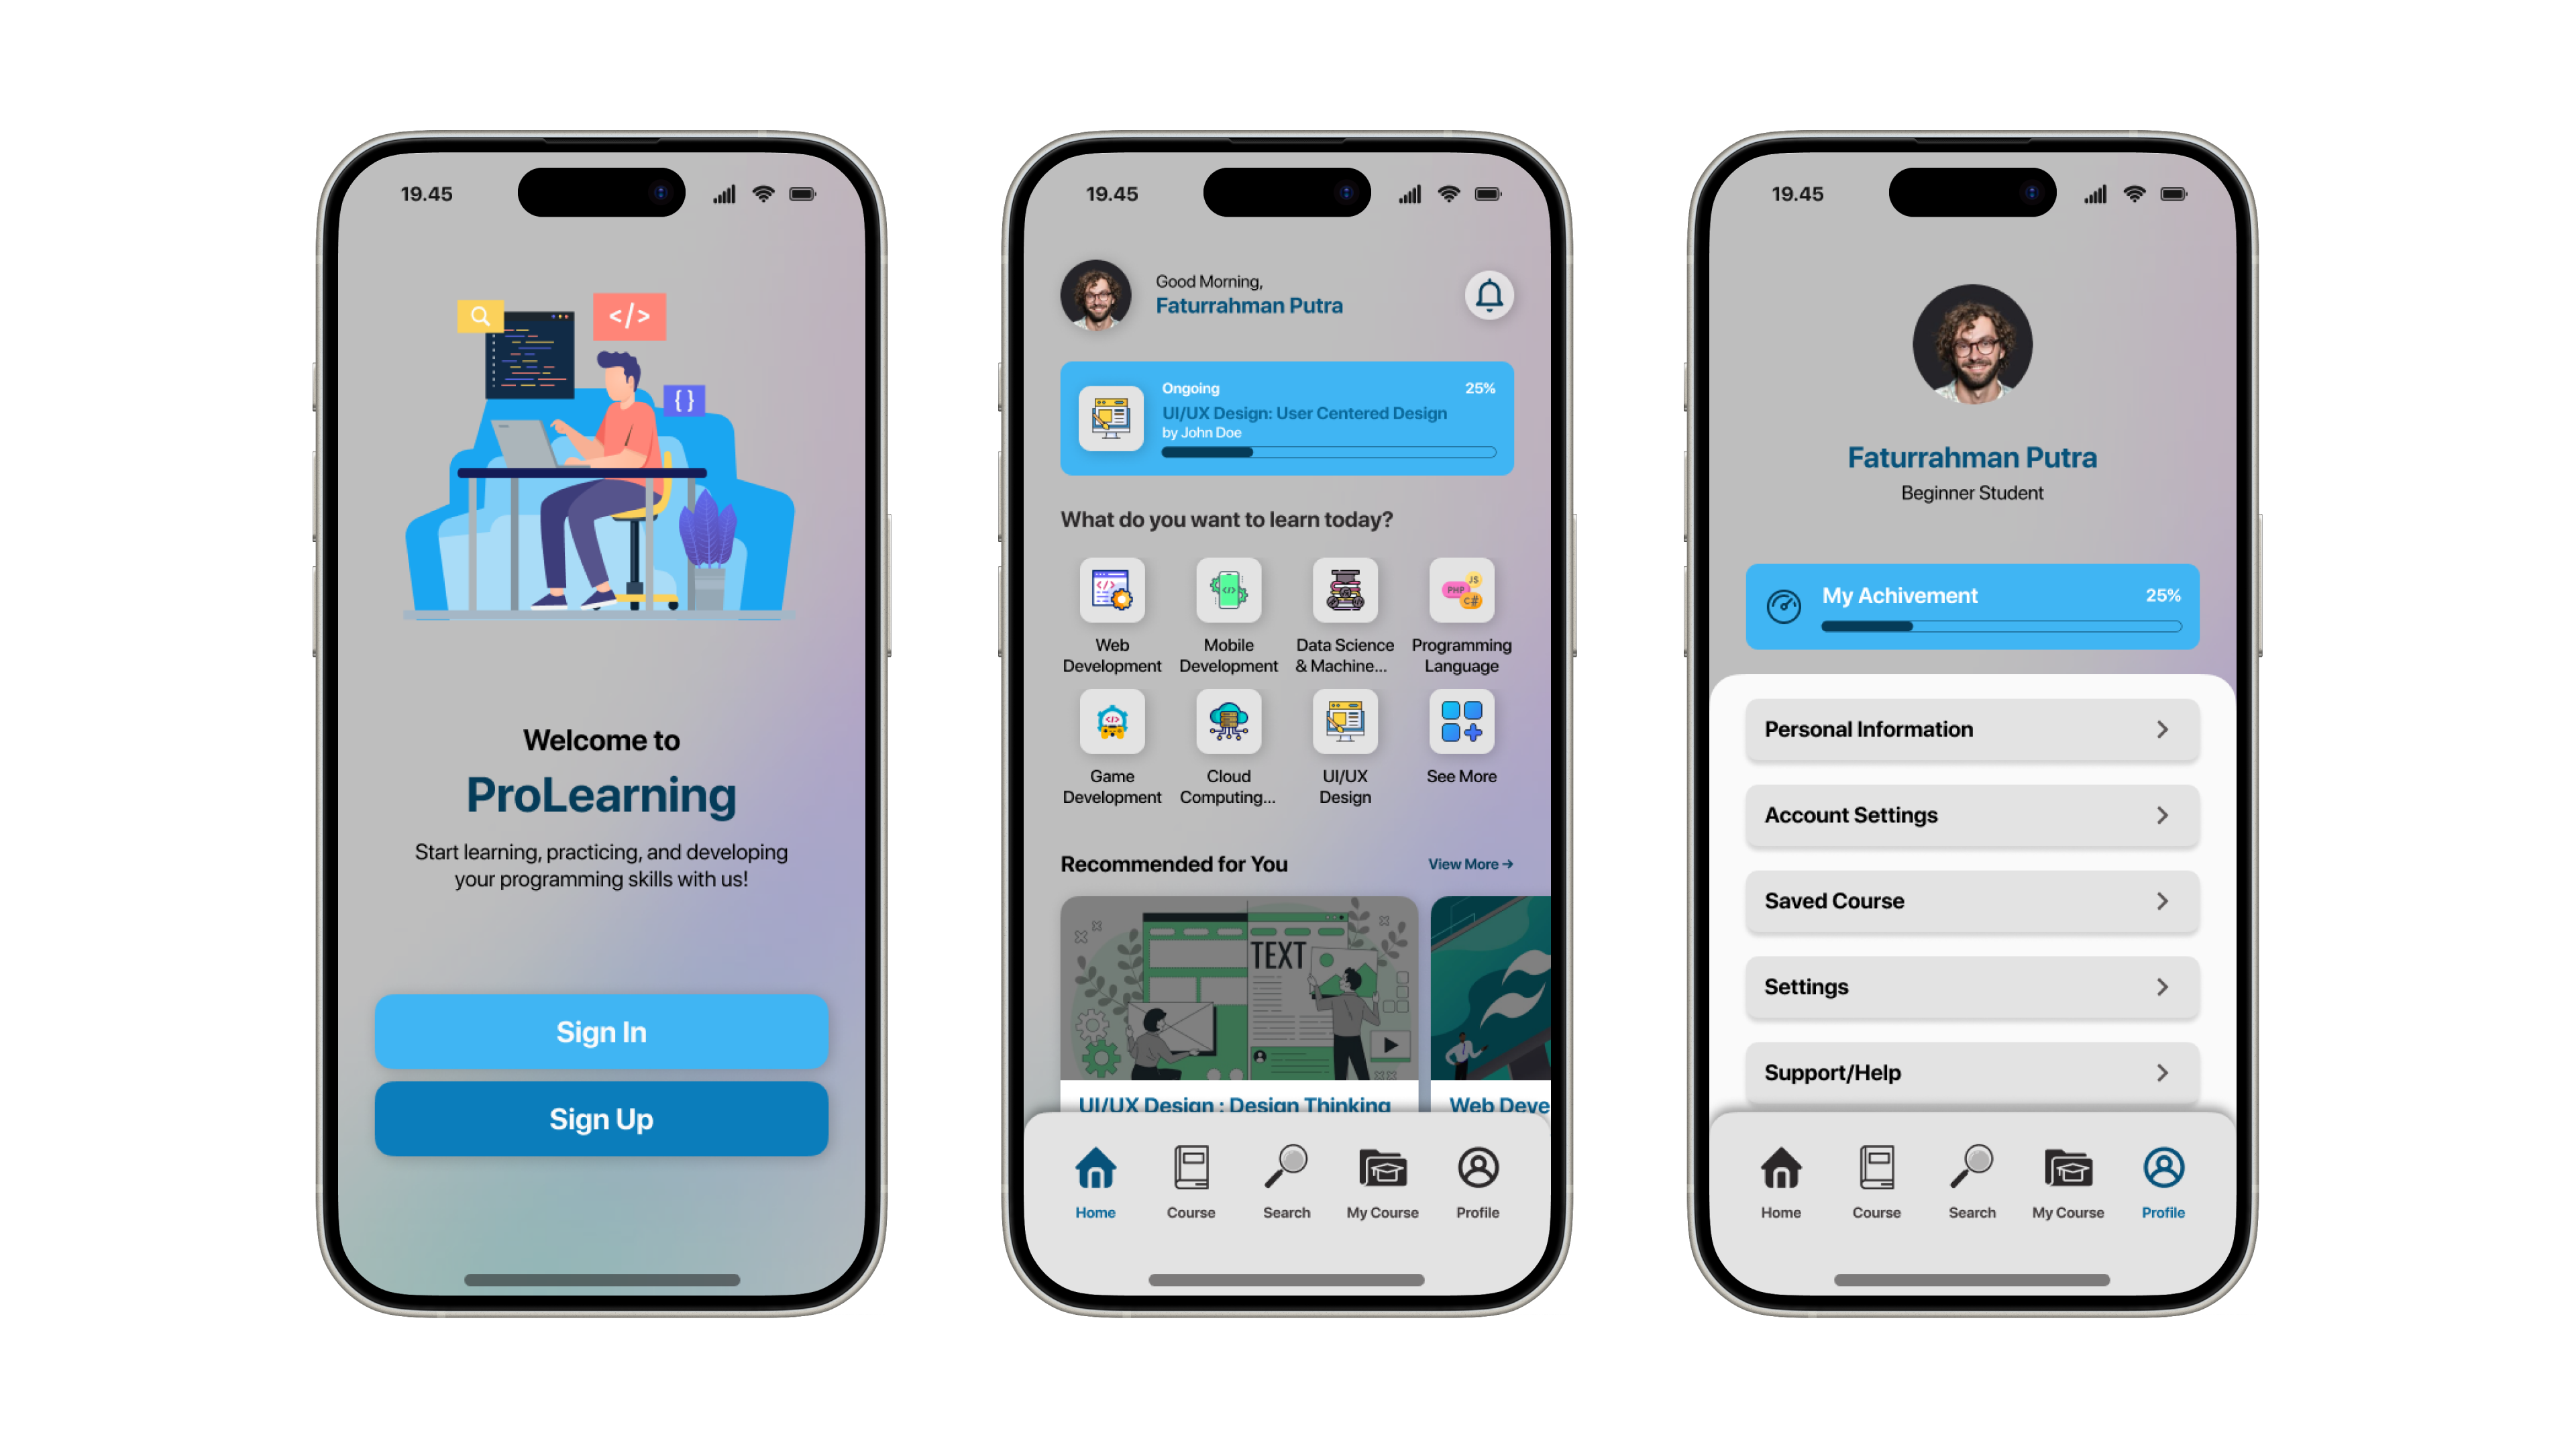 19.45
</>
{ }
Welcome to
ProLearning
Start learning, practicing, and developing
your programming skills with us!
Sign In
Sign Up
19.45
Good Morning,
Faturrahman Putra
Ongoing
25%
UI/UX Design: User Centered Design
by John Doe
What do you want to learn today?
</>
</>
PHP
JS
C#
Web
Development
Mobile
Development
Data Science
& Machine...
Programming
Language
</>
Game
Development
Cloud
Computing...
UI/UX
Design
See More
Recommended for You
View More →
TEXT
UI/UX Design : Design Thinking
Web Deve
Home
Course
Search
My Course
Profile
19.45
Faturrahman Putra
Beginner Student
My Achivement
25%
Personal Information
Account Settings
Saved Course
Settings
Support/Help
Home
Course
Search
My Course
Profile